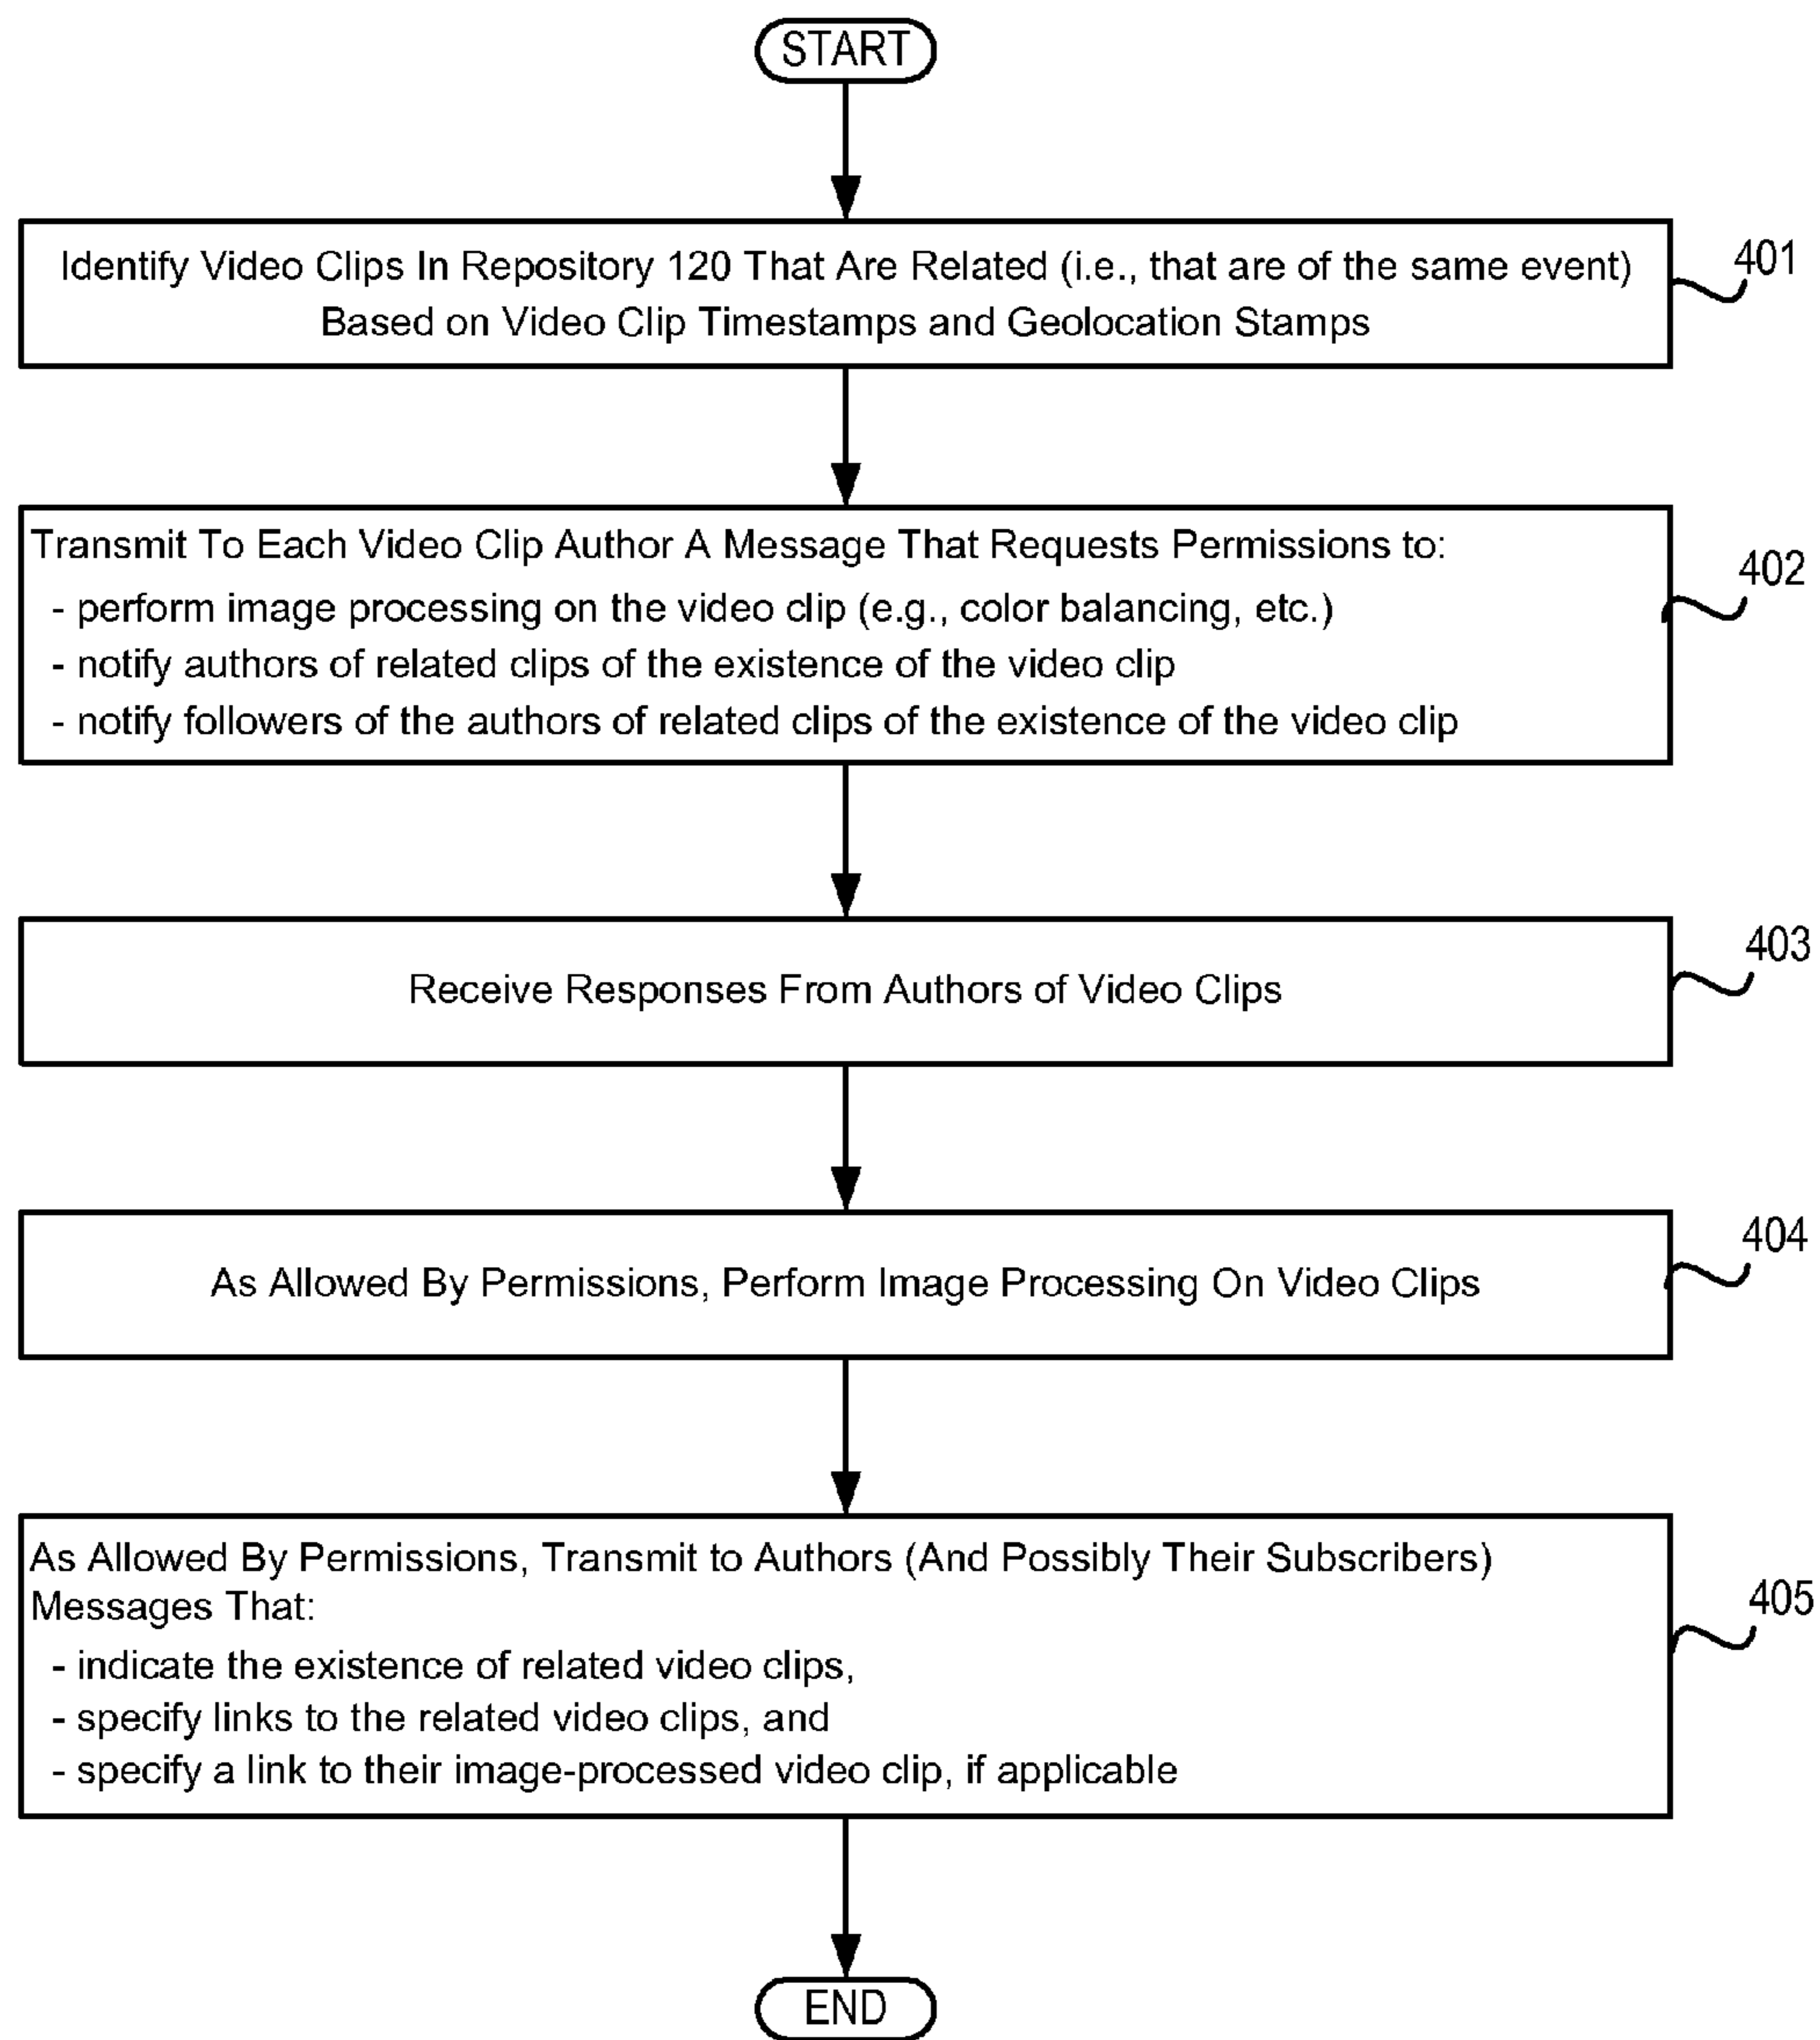 START
Identify Video Clips In Repository 120 That Are Related (i.e., that are of the same event)
Based on Video Clip Timestamps and Geolocation Stamps
401
Transmit To Each Video Clip Author A Message That Requests Permissions to:
- perform image processing on the video clip (e.g., color balancing, etc.)
- notify authors of related clips of the existence of the video clip
- notify followers of the authors of related clips of the existence of the video clip
402
Receive Responses From Authors of Video Clips
403
As Allowed By Permissions, Perform Image Processing On Video Clips
404
As Allowed By Permissions, Transmit to Authors (And Possibly Their Subscribers)
Messages That:
- indicate the existence of related video clips,
- specify links to the related video clips, and
- specify a link to their image-processed video clip, if applicable
405
END